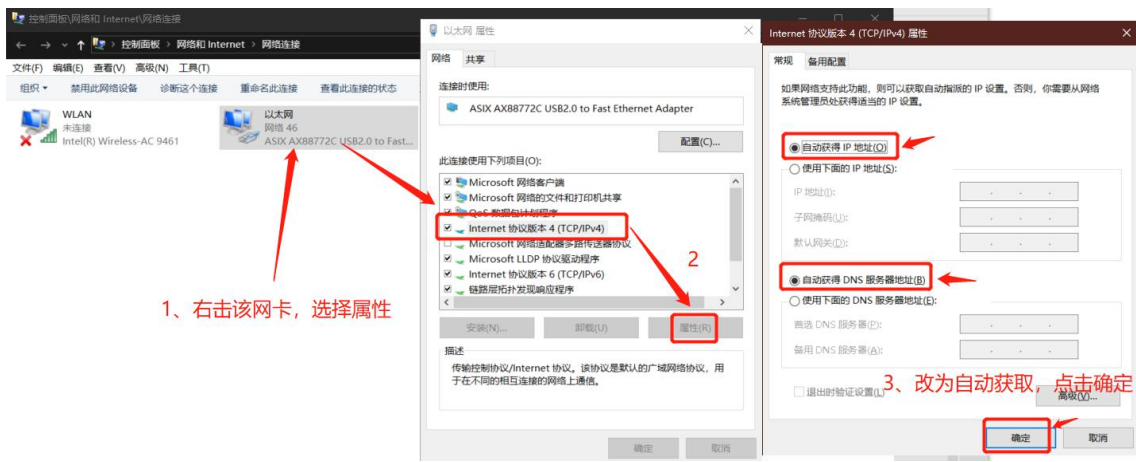 控制面板\网络和 Internet\网络连接
控制面板 > 网络和 Internet > 网络连接
文件(F) 编辑(E) 查看(V) 高级(N) 工具(T)
组织 禁用此网络设备 诊断这个连接 重命名此连接 查看此连接的状态
WLAN
未连接
Intel(R) Wireless-AC 9461
以太网
网络 46
ASIX AX88772C USB2.0 to Fast...
1、右击该网卡，选择属性
以太网 属性
网络 共享
连接时使用:
ASIX AX88772C USB2.0 to Fast Ethernet Adapter
配置(C)...
此连接使用下列项目(O):
Microsoft 网络客户端
Microsoft 网络的文件和打印机共享
QoS 数据包计划程序
Internet 协议版本 4 (TCP/IPv4)
Microsoft 网络适配器多路传送器协议
Microsoft LLDP 协议驱动程序
Internet 协议版本 6 (TCP/IPv6)
链路层拓扑发现响应程序
2
安装(N)... 卸载(U) 属性(R)
描述
传输控制协议/Internet 协议。该协议是默认的广域网络协议，用
于在不同的相互连接的网络上通信。
确定 取消
Internet 协议版本 4 (TCP/IPv4) 属性
常规 备用配置
如果网络支持此功能，则可以获取自动指派的 IP 设置。否则，你需要从网络
系统管理员处获得适当的 IP 设置。
自动获得 IP 地址(O)
使用下面的 IP 地址(S):
IP 地址(I):
子网掩码(U):
默认网关(D):
自动获得 DNS 服务器地址(B)
使用下面的 DNS 服务器地址(E):
首选 DNS 服务器(P):
备用 DNS 服务器(A):
退出时验证设置(L)
3、改为自动获取，点击确定
高级(V)...
确定 取消